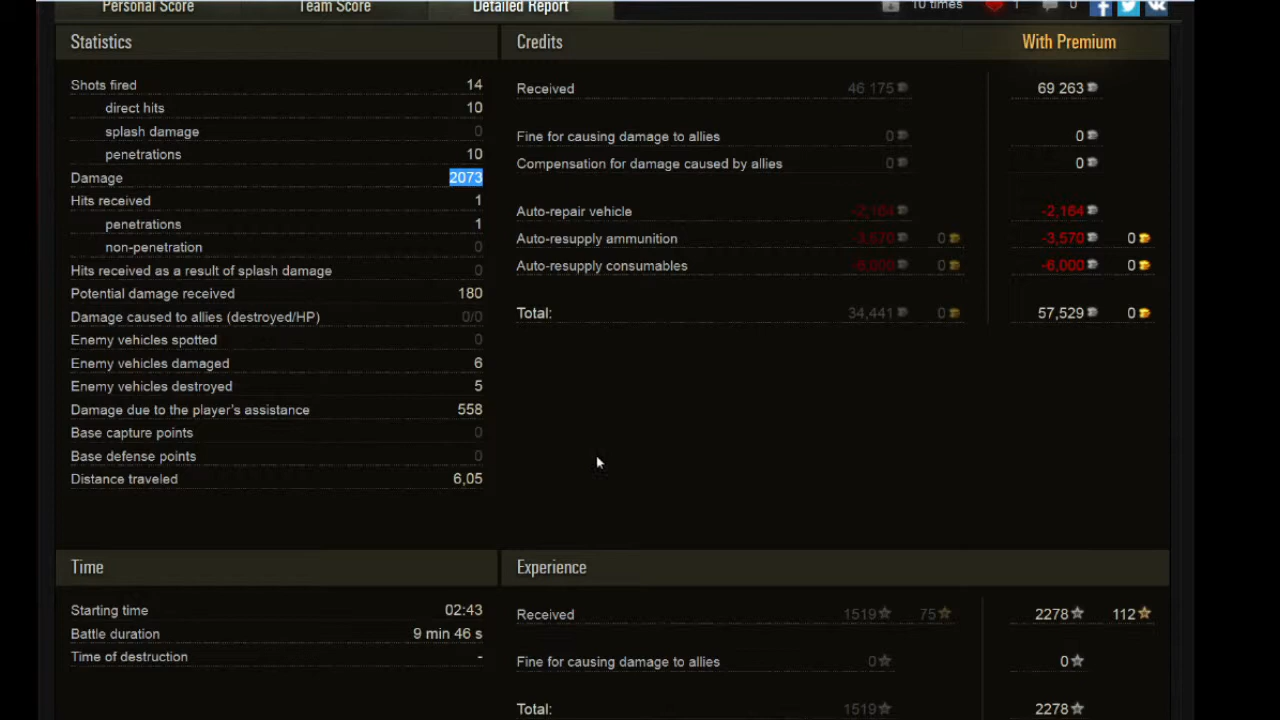 Personal Score Team Score Detailed Report 10 times 1 0
Statistics
Shots fired 14
direct hits 10
splash damage 0
penetrations 10
Damage 2073
Hits received 1
penetrations 1
non-penetration 0
Hits received as a result of splash damage 0
Potential damage received 180
Damage caused to allies (destroyed/HP) 0/0
Enemy vehicles spotted 0
Enemy vehicles damaged 6
Enemy vehicles destroyed 5
Damage due to the player's assistance 558
Base capture points 0
Base defense points 0
Distance traveled 6,05
Credits With Premium
Received 46 175 69 263
Fine for causing damage to allies 0 0
Compensation for damage caused by allies 0 0
Auto-repair vehicle -2,164 -2,164
Auto-resupply ammunition -3,570 0 -3,570 0
Auto-resupply consumables -6,000 0 -6,000 0
Total: 34,441 0 57,529 0
Time
Starting time 02:43
Battle duration 9 min 46 s
Time of destruction -
Experience
Received 1519 75 2278 112
Fine for causing damage to allies 0 0
Total: 1519 2278